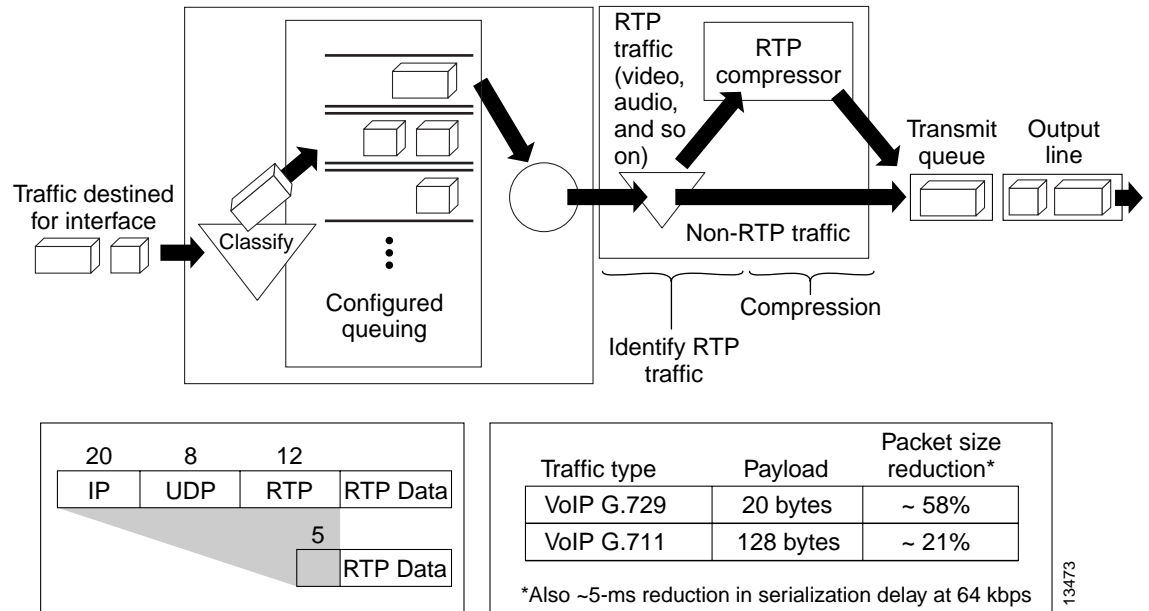 RTP
traffic
(video,
audio,
and so
on)
RTP
compressor
Transmit
queue
Output
line
Traffic destined
for interface
Classify
Non-RTP traffic
Configured
queuing
Compression
Identify RTP
traffic
20 8 12
IP UDP RTP RTP Data
5
RTP Data
Traffic type Payload Packet size
reduction*
VoIP G.729 20 bytes ~ 58%
VoIP G.711 128 bytes ~ 21%
*Also ~5-ms reduction in serialization delay at 64 kbps
13473